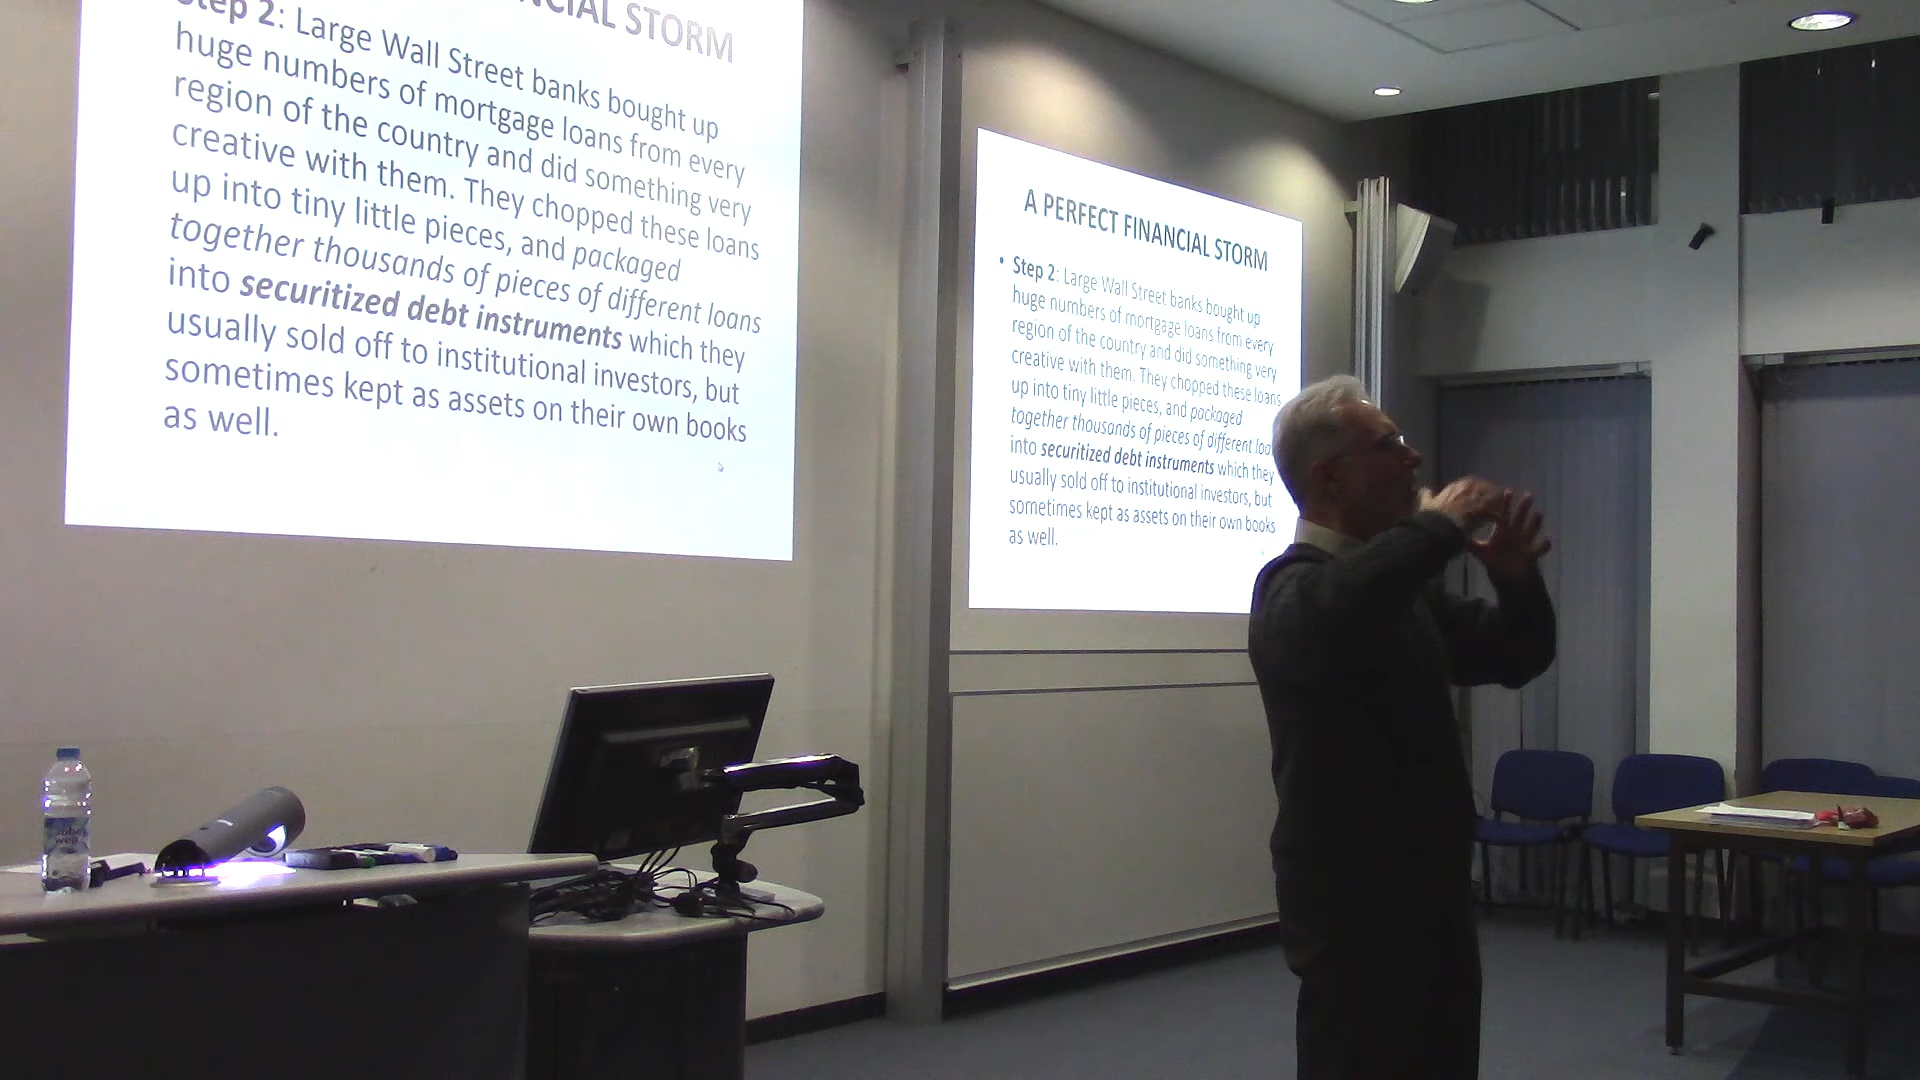 NCIAL STORM
Step 2: Large Wall Street banks bought up
huge numbers of mortgage loans from every
region of the country and did something very
creative with them. They chopped these loans
up into tiny little pieces, and packaged
together thousands of pieces of different loans
into securitized debt instruments which they
usually sold off to institutional investors, but
sometimes kept as assets on their own books
as well.
A PERFECT FINANCIAL STORM
• Step 2: Large Wall Street banks bought up
huge numbers of mortgage loans from every
region of the country and did something very
creative with them. They chopped these loans
up into tiny little pieces, and packaged
together thousands of pieces of different loa
into securitized debt instruments which they
usually sold off to institutional investors, but
sometimes kept as assets on their own books
as well.
abbey
well